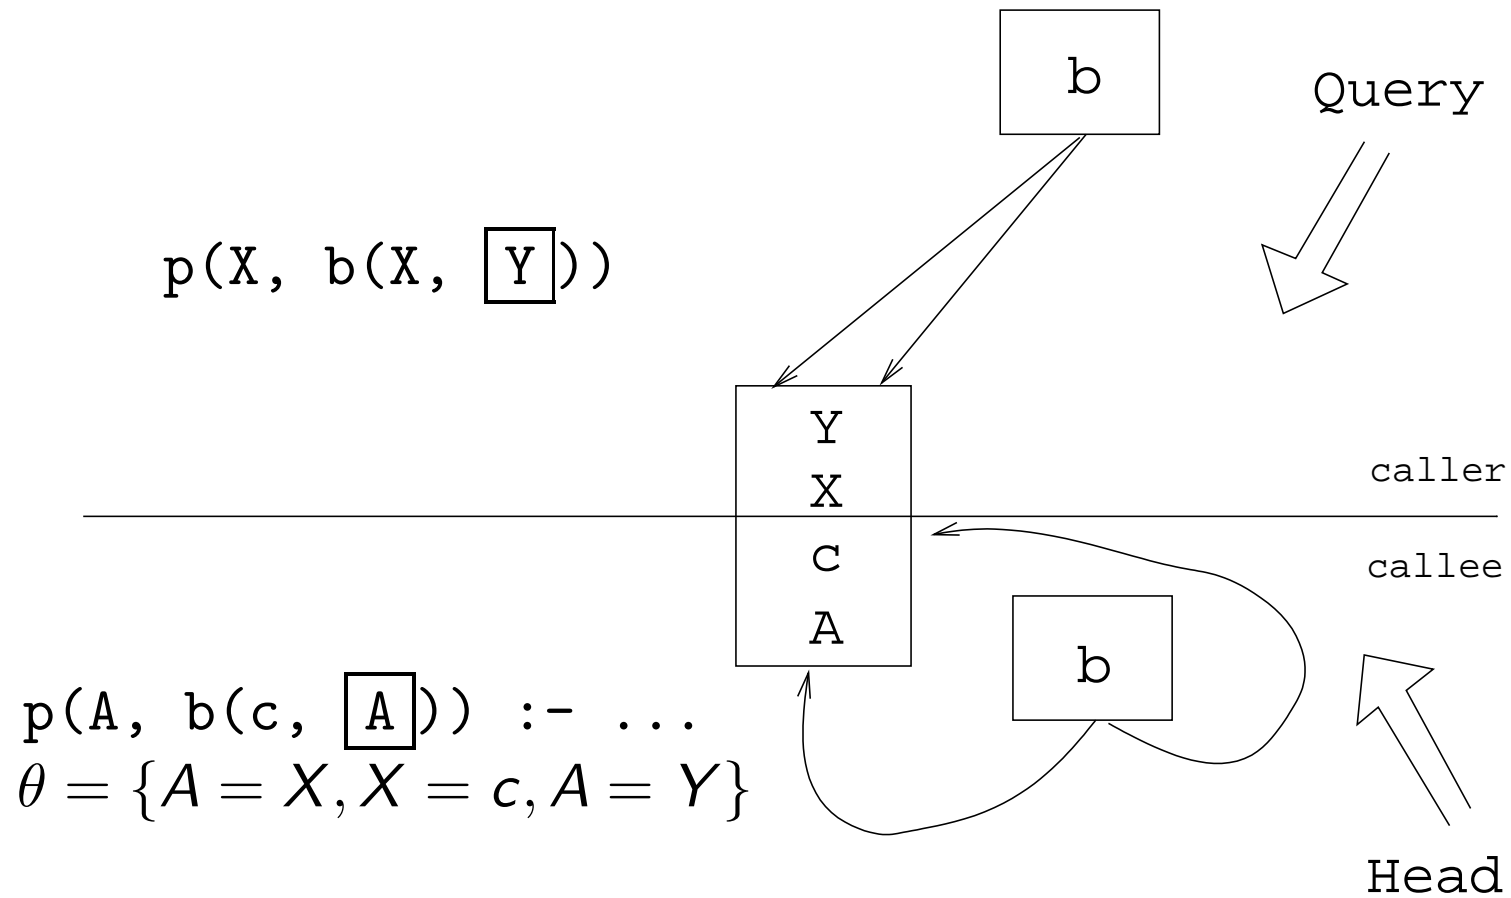 b
Query
p(X, b(X, Y))
Y
X
caller
c
callee
A
b
p(A, b(c, A)) :- ...
θ = {A = X, X = c, A = Y}
Head